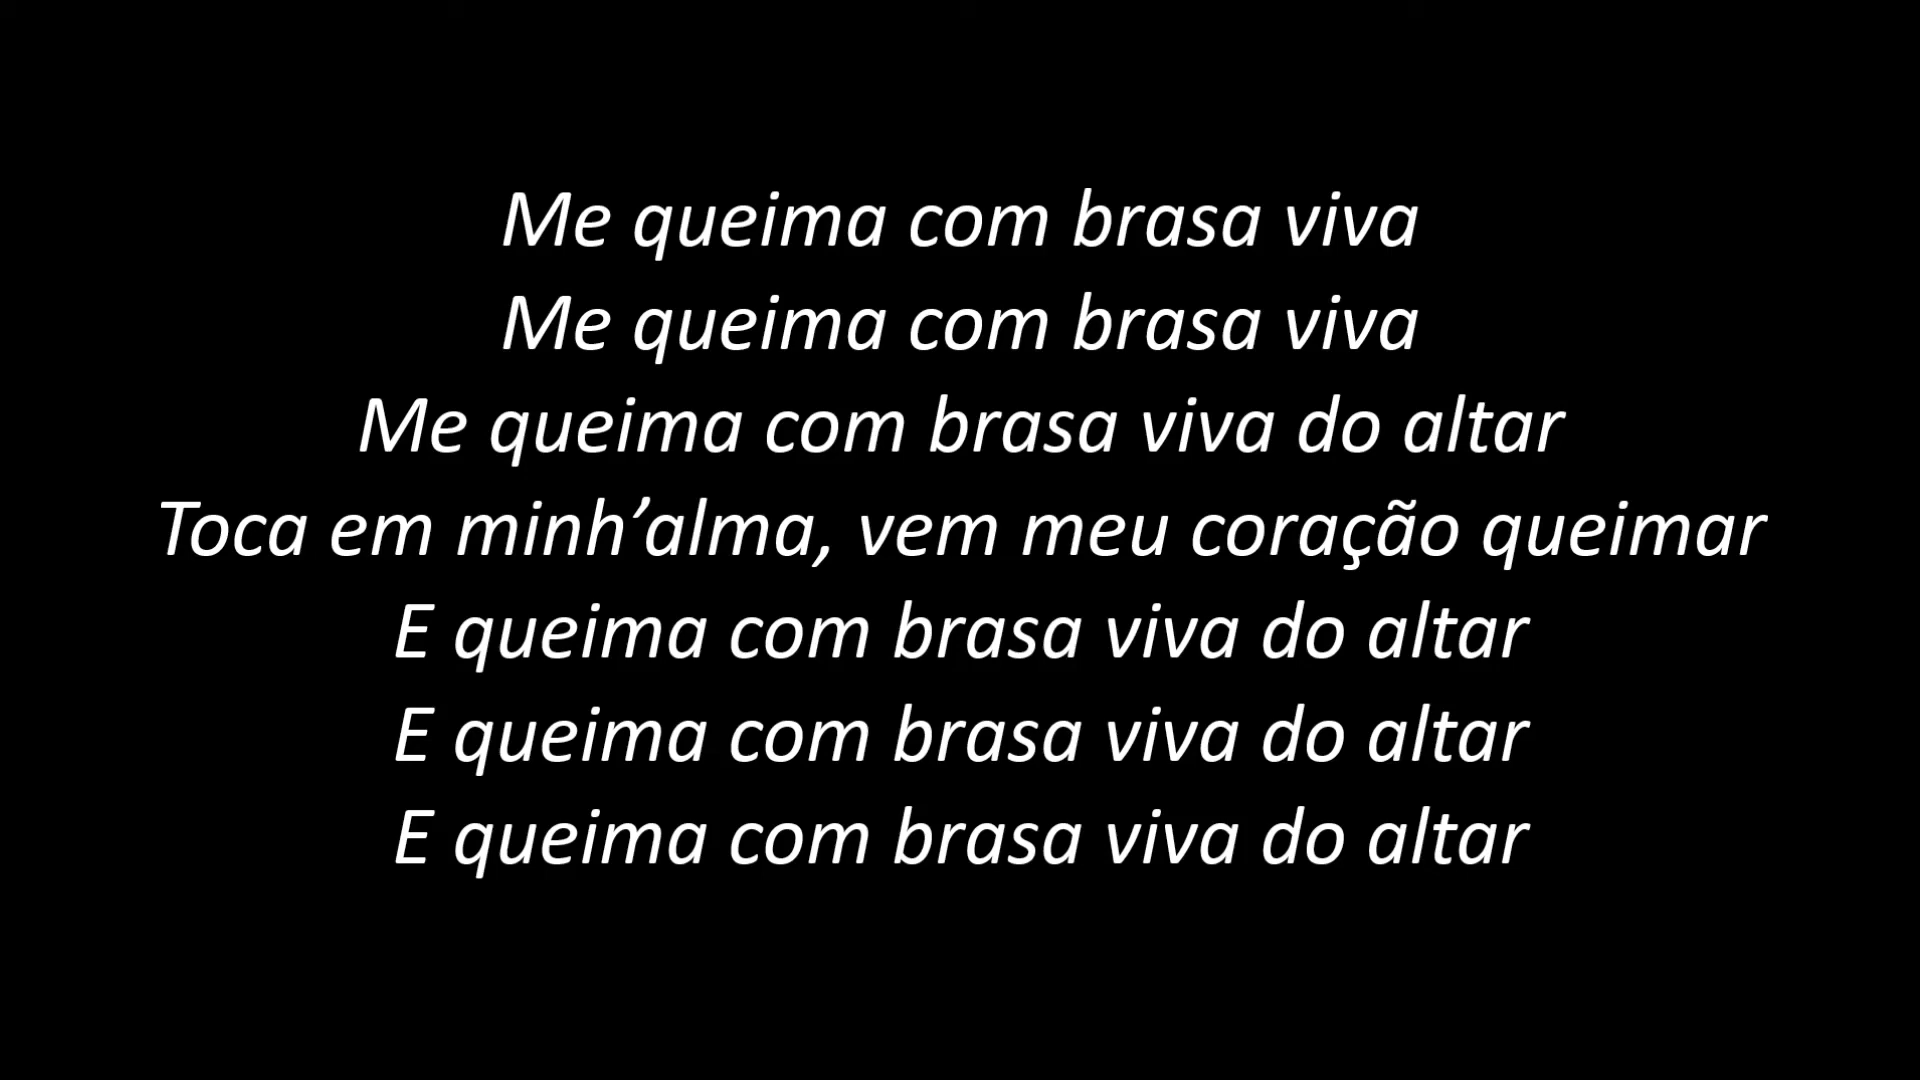 Me queima com brasa viva
Me queima com brasa viva
Me queima com brasa viva do altar
Toca em minh’alma, vem meu coração queimar
E queima com brasa viva do altar
E queima com brasa viva do altar
E queima com brasa viva do altar